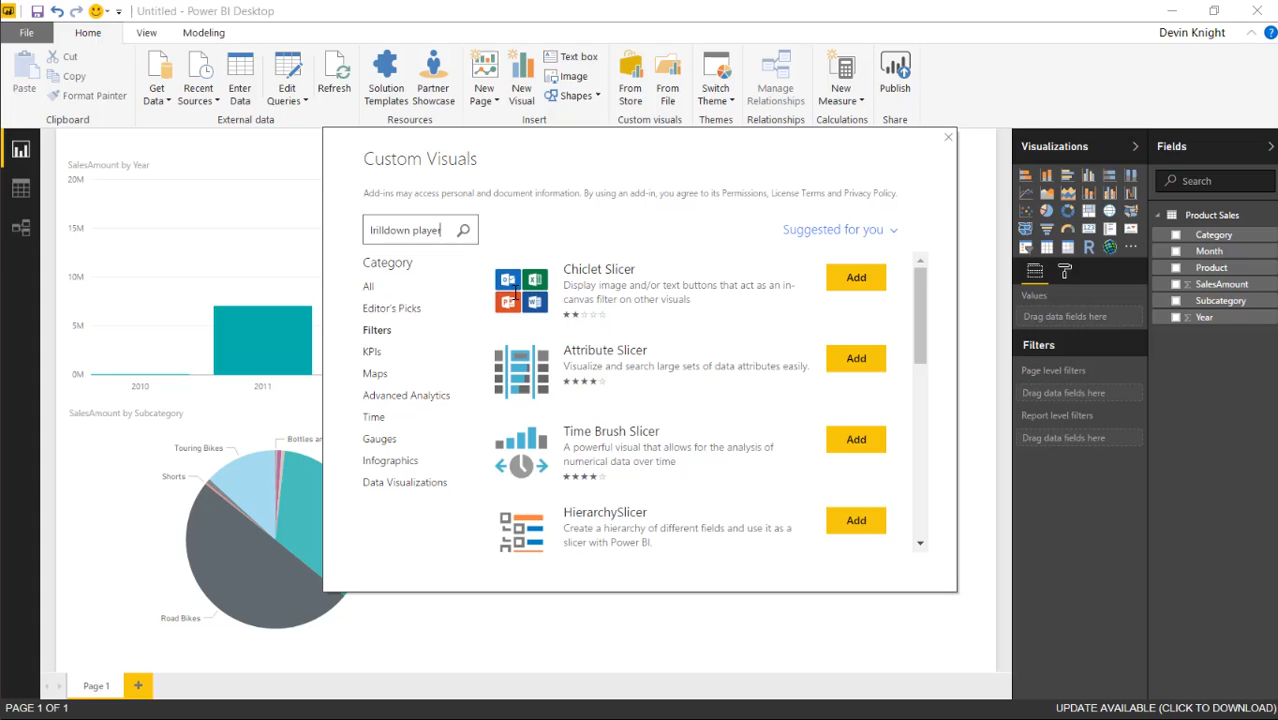 Untitled - Power BI Desktop
File
Home
View
Modeling
Devin Knight
Paste
Cut
Copy
Format Painter
Clipboard
Get Data
Recent Sources
Enter Data
Edit Queries
Refresh
External data
Solution Templates
Partner Showcase
Resources
New Page
New Visual
Text box
Image
Shapes
Insert
From Store
From File
Custom visuals
Switch Theme
Themes
Manage Relationships
Relationships
New Measure
Calculations
Publish
Share
SalesAmount by Year
20M
15M
10M
5M
0M
2010
2011
SalesAmount by Subcategory
Touring Bikes
Bottles a
Shorts
Road Bikes
Custom Visuals
Add-ins may access personal and document information. By using an add-in, you agree to its Permissions, License Terms and Privacy Policy.
lrilldown player
Suggested for you
Category
All
Editor's Picks
Filters
KPIs
Maps
Advanced Analytics
Time
Gauges
Infographics
Data Visualizations
Chiclet Slicer
Display image and/or text buttons that act as an in-
canvas filter on other visuals
Add
Attribute Slicer
Visualize and search large sets of data attributes easily.
Add
Time Brush Slicer
A powerful visual that allows for the analysis of
numerical data over time
Add
HierarchySlicer
Create a hierarchy of different fields and use it as a
slicer with Power BI.
Add
Visualizations
Values
Drag data fields here
Filters
Page level filters
Drag data fields here
Report level filters
Drag data fields here
Fields
Search
Product Sales
Category
Month
Product
Σ SalesAmount
Subcategory
Σ Year
Page 1
PAGE 1 OF 1
UPDATE AVAILABLE (CLICK TO DOWNLOAD)